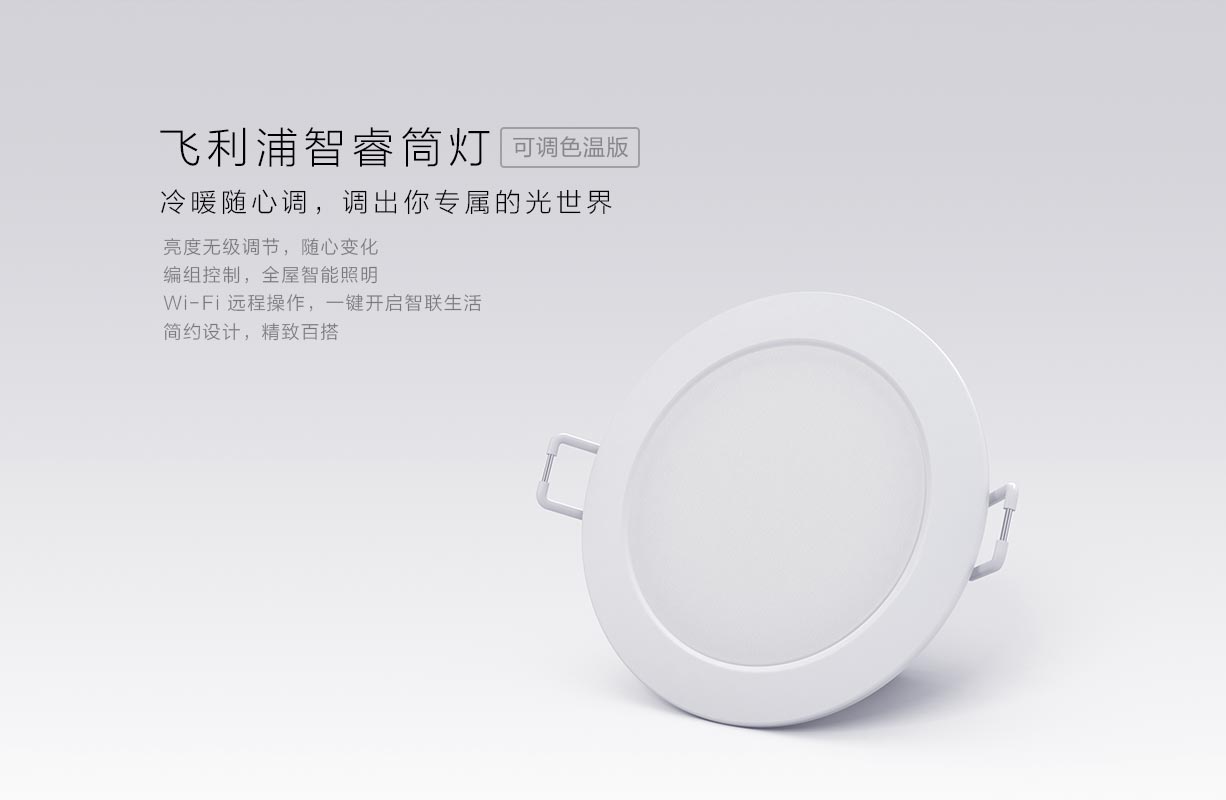 飞利浦智睿筒灯 可调色温版
冷暖随心调，调出你专属的光世界
亮度无级调节，随心变化
编组控制，全屋智能照明
Wi-Fi 远程操作，一键开启智联生活
简约设计，精致百搭